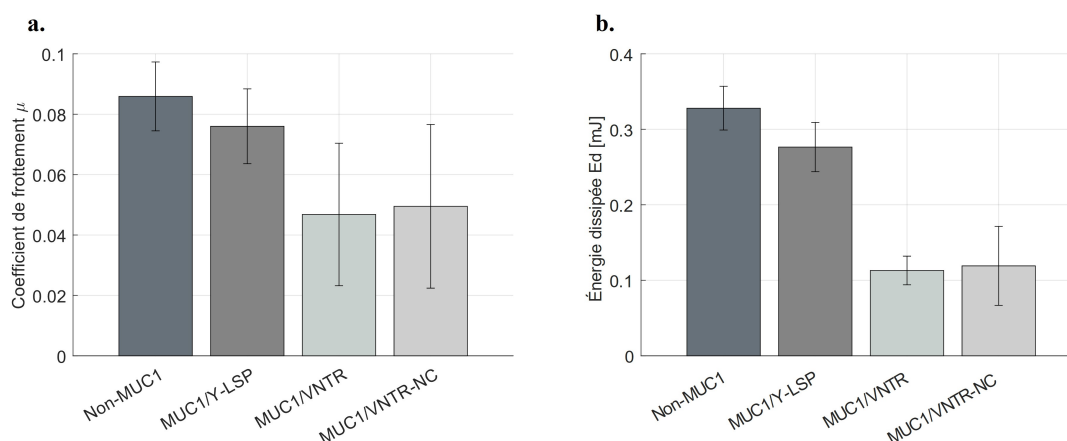 a.
Coefficient de frottement μ
0.1
0.08
0.06
0.04
0.02
0
Non-MUC1
MUC1/Y-LSP
MUC1/VNTR
MUC1/VNTR-NC
b.
Énergie dissipée Ed [mJ]
0.4
0.3
0.2
0.1
0
Non-MUC1
MUC1/Y-LSP
MUC1/VNTR
MUC1/VNTR-NC